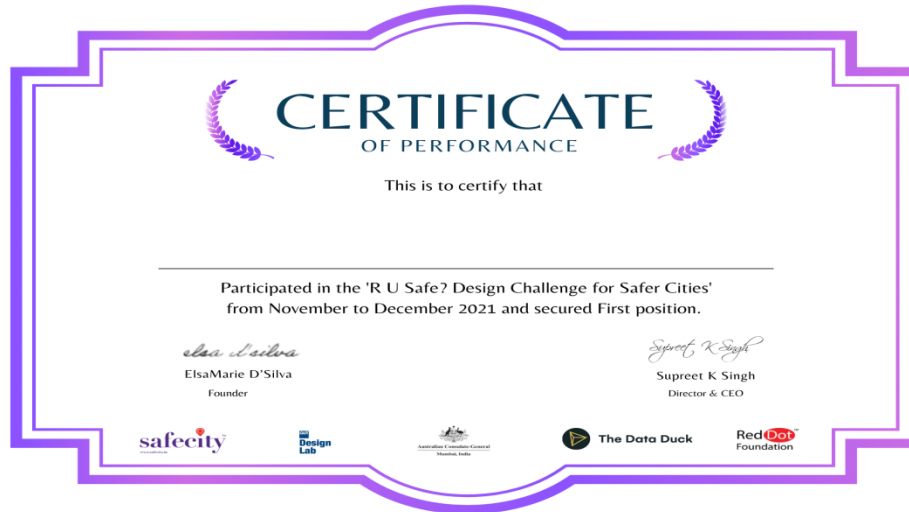 CERTIFICATE
OF PERFORMANCE
This is to certify that
Participated in the 'R U Safe? Design Challenge for Safer Cities'
from November to December 2021 and secured First position.
elsa d'silva
Supreet K Singh
ElsaMarie D'Silva
Supreet K Singh
Founder
Director & CEO
safecity
Design
Lab
Australian Consulate-General
Mumbai, India
The Data Duck
RedDot
Foundation